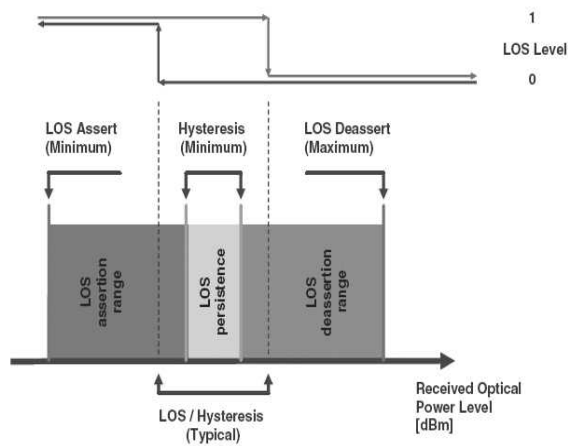 1
LOS Level
0
LOS Assert
(Minimum)
Hysteresis
(Minimum)
LOS Deassert
(Maximum)
LOS
assertion
range
LOS
persistence
LOS
deassertion
range
Received Optical
Power Level
[dBm]
LOS / Hysteresis
(Typical)